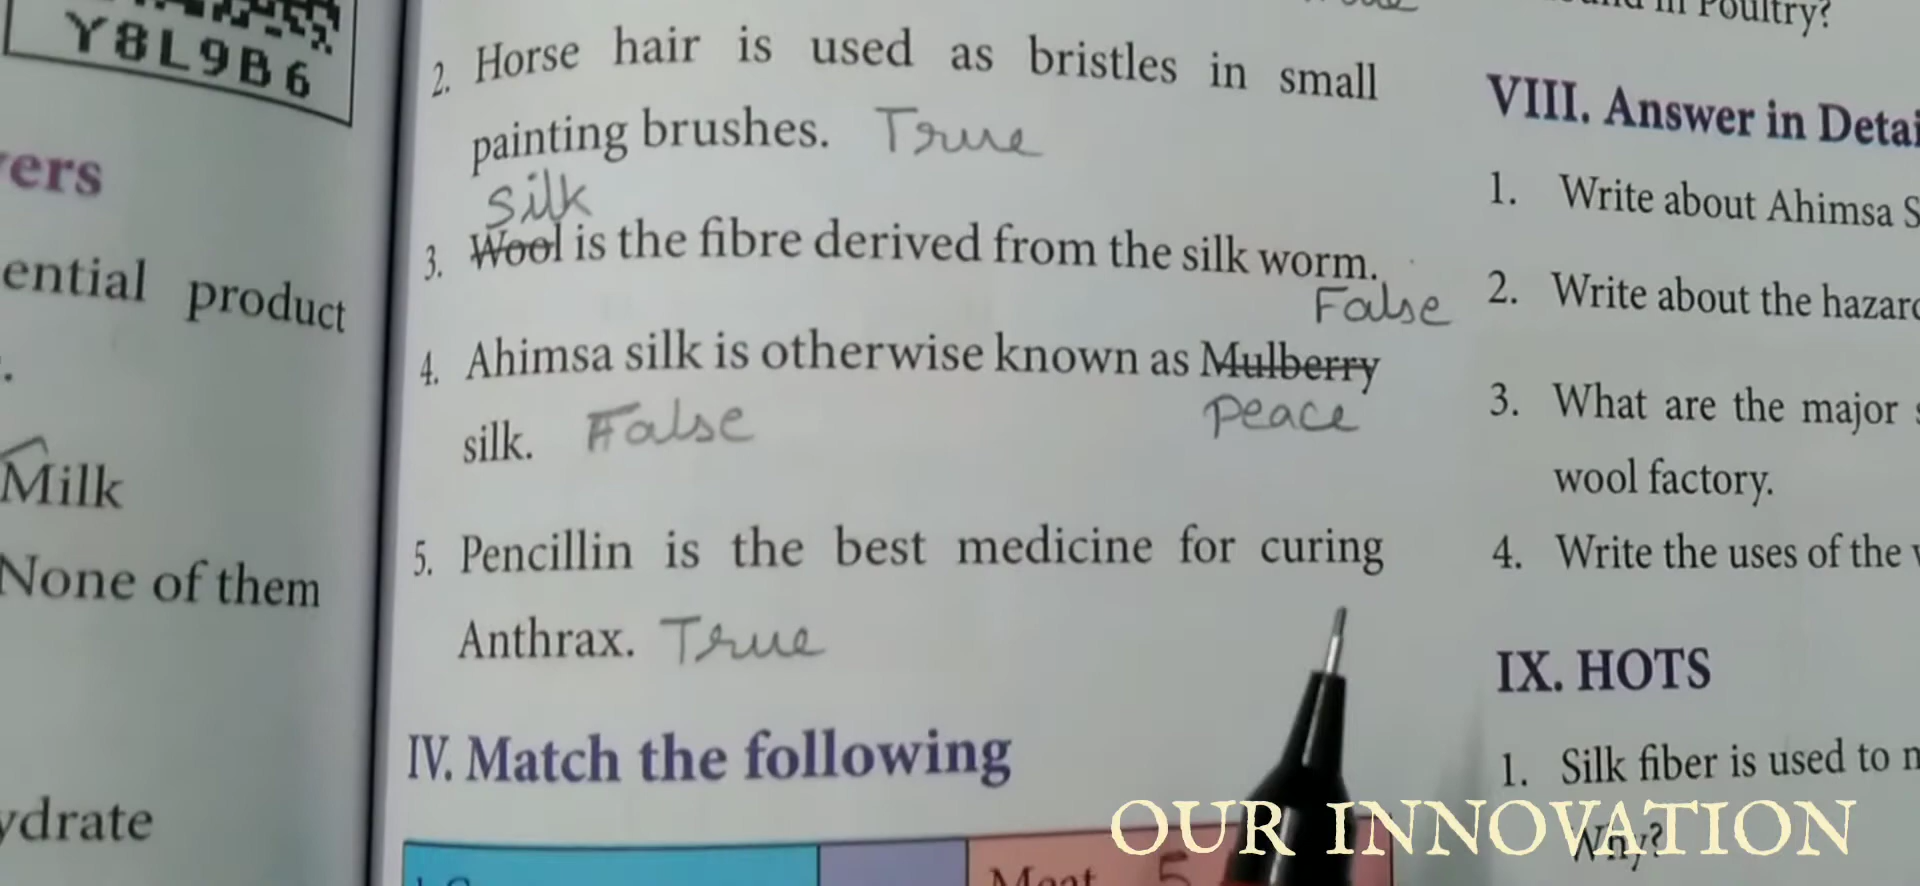 Y8L9B6
ers
ential product
.
Milk
None of them
ydrate
2. Horse hair is used as bristles in small
painting brushes. True
Silk
3. Wool is the fibre derived from the silk worm.
False
4. Ahimsa silk is otherwise known as Mulberry
silk. False Peace
5. Pencillin is the best medicine for curing
Anthrax. True
IV. Match the following
Meat 5
in Poultry?
VIII. Answer in Detai
1. Write about Ahimsa S
2. Write about the hazard
3. What are the major s
wool factory.
4. Write the uses of the
IX. HOTS
1. Silk fiber is used to
Why?
OUR INNOVATION